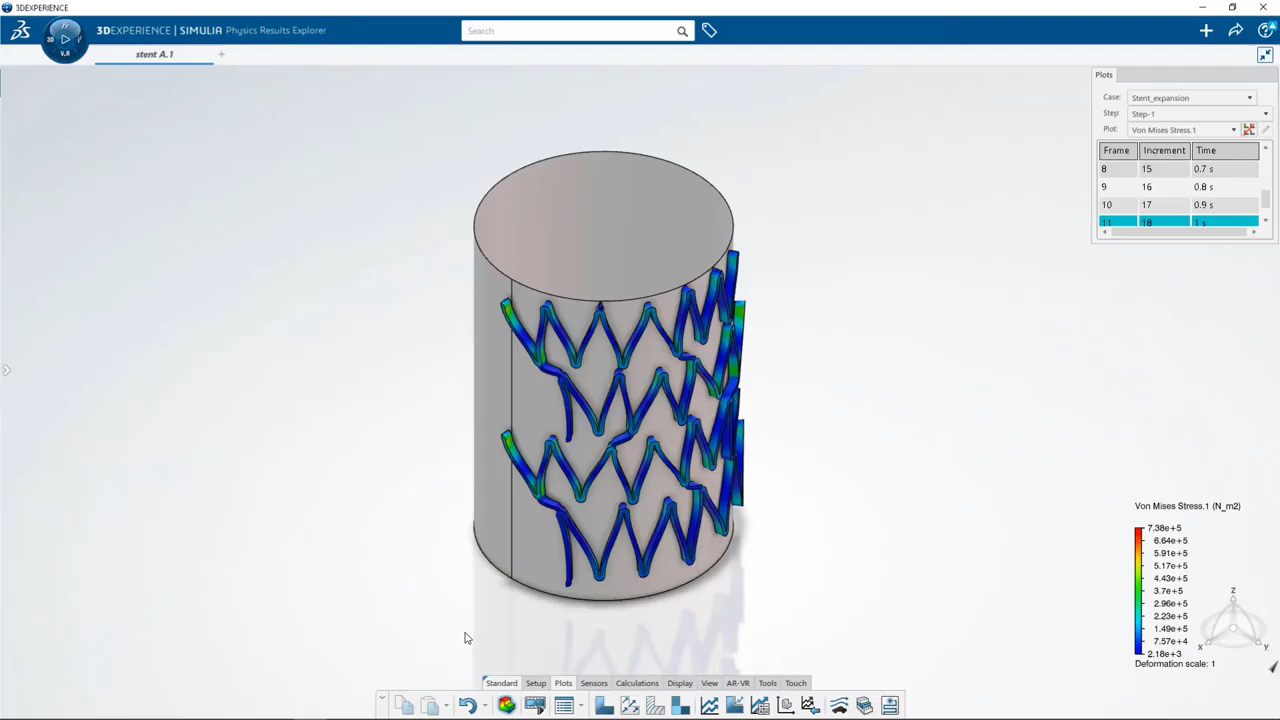 3DEXPERIENCE
3DEXPERIENCE | SIMULIA Physics Results Explorer
Search
3D
V.R
stent A.1
Plots
Case: Stent_expansion
Step: Step-1
Plot: Von Mises Stress.1
Frame Increment Time
8 15 0.7 s
9 16 0.8 s
10 17 0.9 s
11 18 1 s
Von Mises Stress.1 (N_m2)
7.38e+5
6.64e+5
5.91e+5
5.17e+5
4.43e+5
3.7e+5
2.96e+5
2.23e+5
1.49e+5
7.57e+4
2.18e+3
Deformation scale: 1
Z
X Y
Standard Setup Plots Sensors Calculations Display View AR-VR Tools Touch